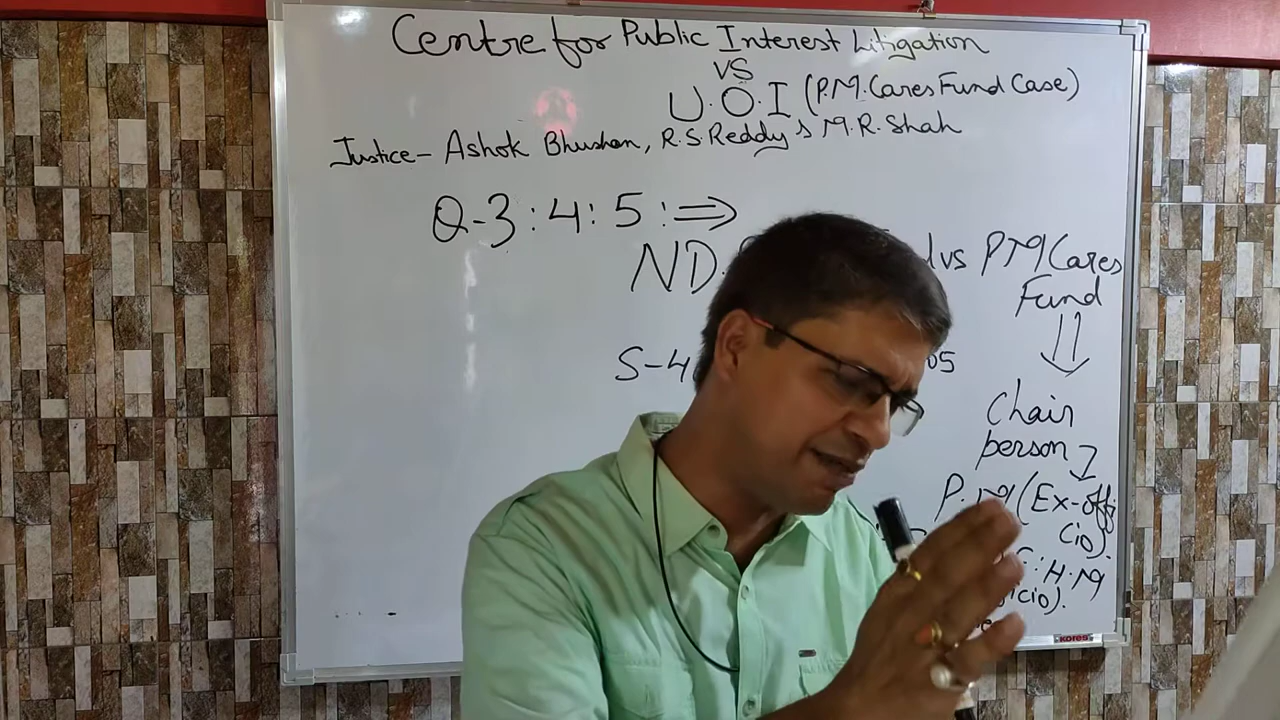 Centre for Public Interest Litigation
vs
U.O.I (P.M. Cares Fund Case)
Justice- Ashok Bhushan, R.S. Reddy & M.R. Shah
Q-3:4:5:⇒
ND. vs PM Cares
Fund
S-4 05
Chair
person
P.M (Ex-offi
cio).
H.M
cio).
KORES